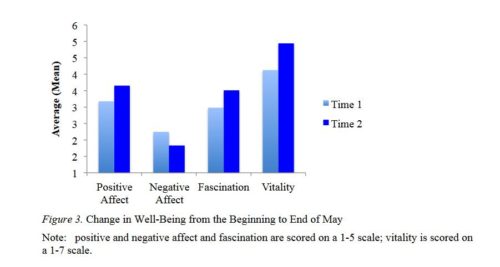 6
5
5
4
4
3
3
2
2
1
Average (Mean)
Positive Affect
Negative Affect
Fascination
Vitality
Time 1
Time 2
Figure 3. Change in Well-Being from the Beginning to End of May
Note: positive and negative affect and fascination are scored on a 1-5 scale; vitality is scored on
a 1-7 scale.